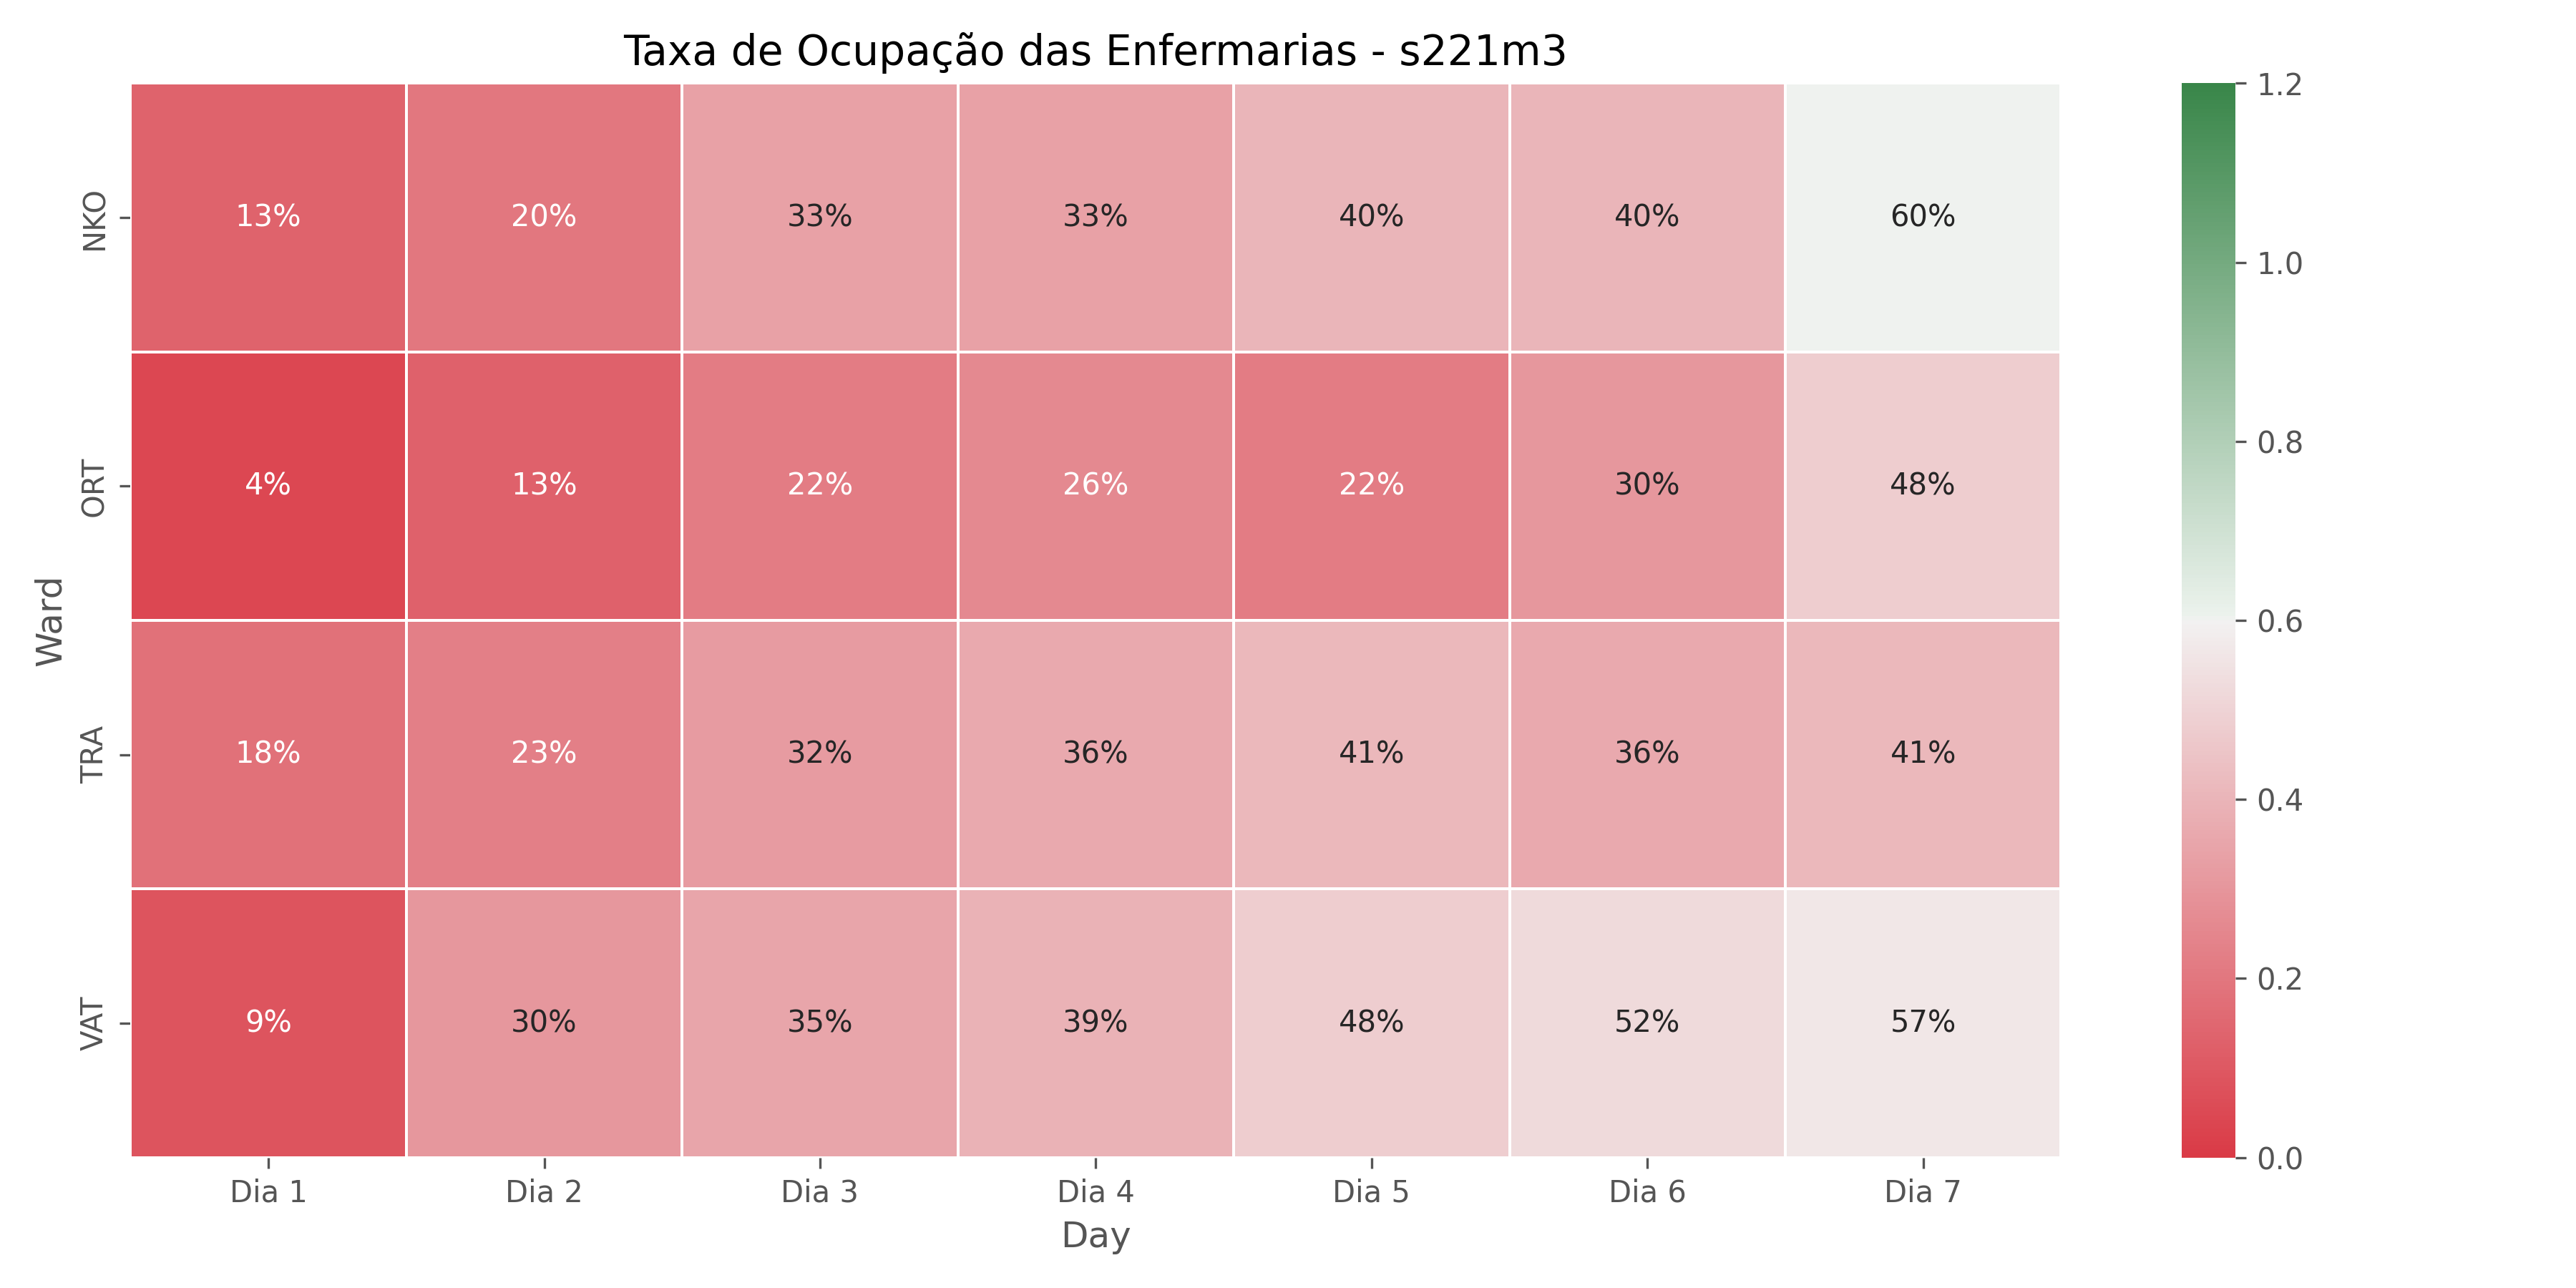 Taxa de Ocupação das Enfermarias - s221m3
Ward
NKO 13% 20% 33% 33% 40% 40% 60%
ORT 4% 13% 22% 26% 22% 30% 48%
TRA 18% 23% 32% 36% 41% 36% 41%
VAT 9% 30% 35% 39% 48% 52% 57%
Dia 1 Dia 2 Dia 3 Dia 4 Dia 5 Dia 6 Dia 7
Day
1.2
1.0
0.8
0.6
0.4
0.2
0.0